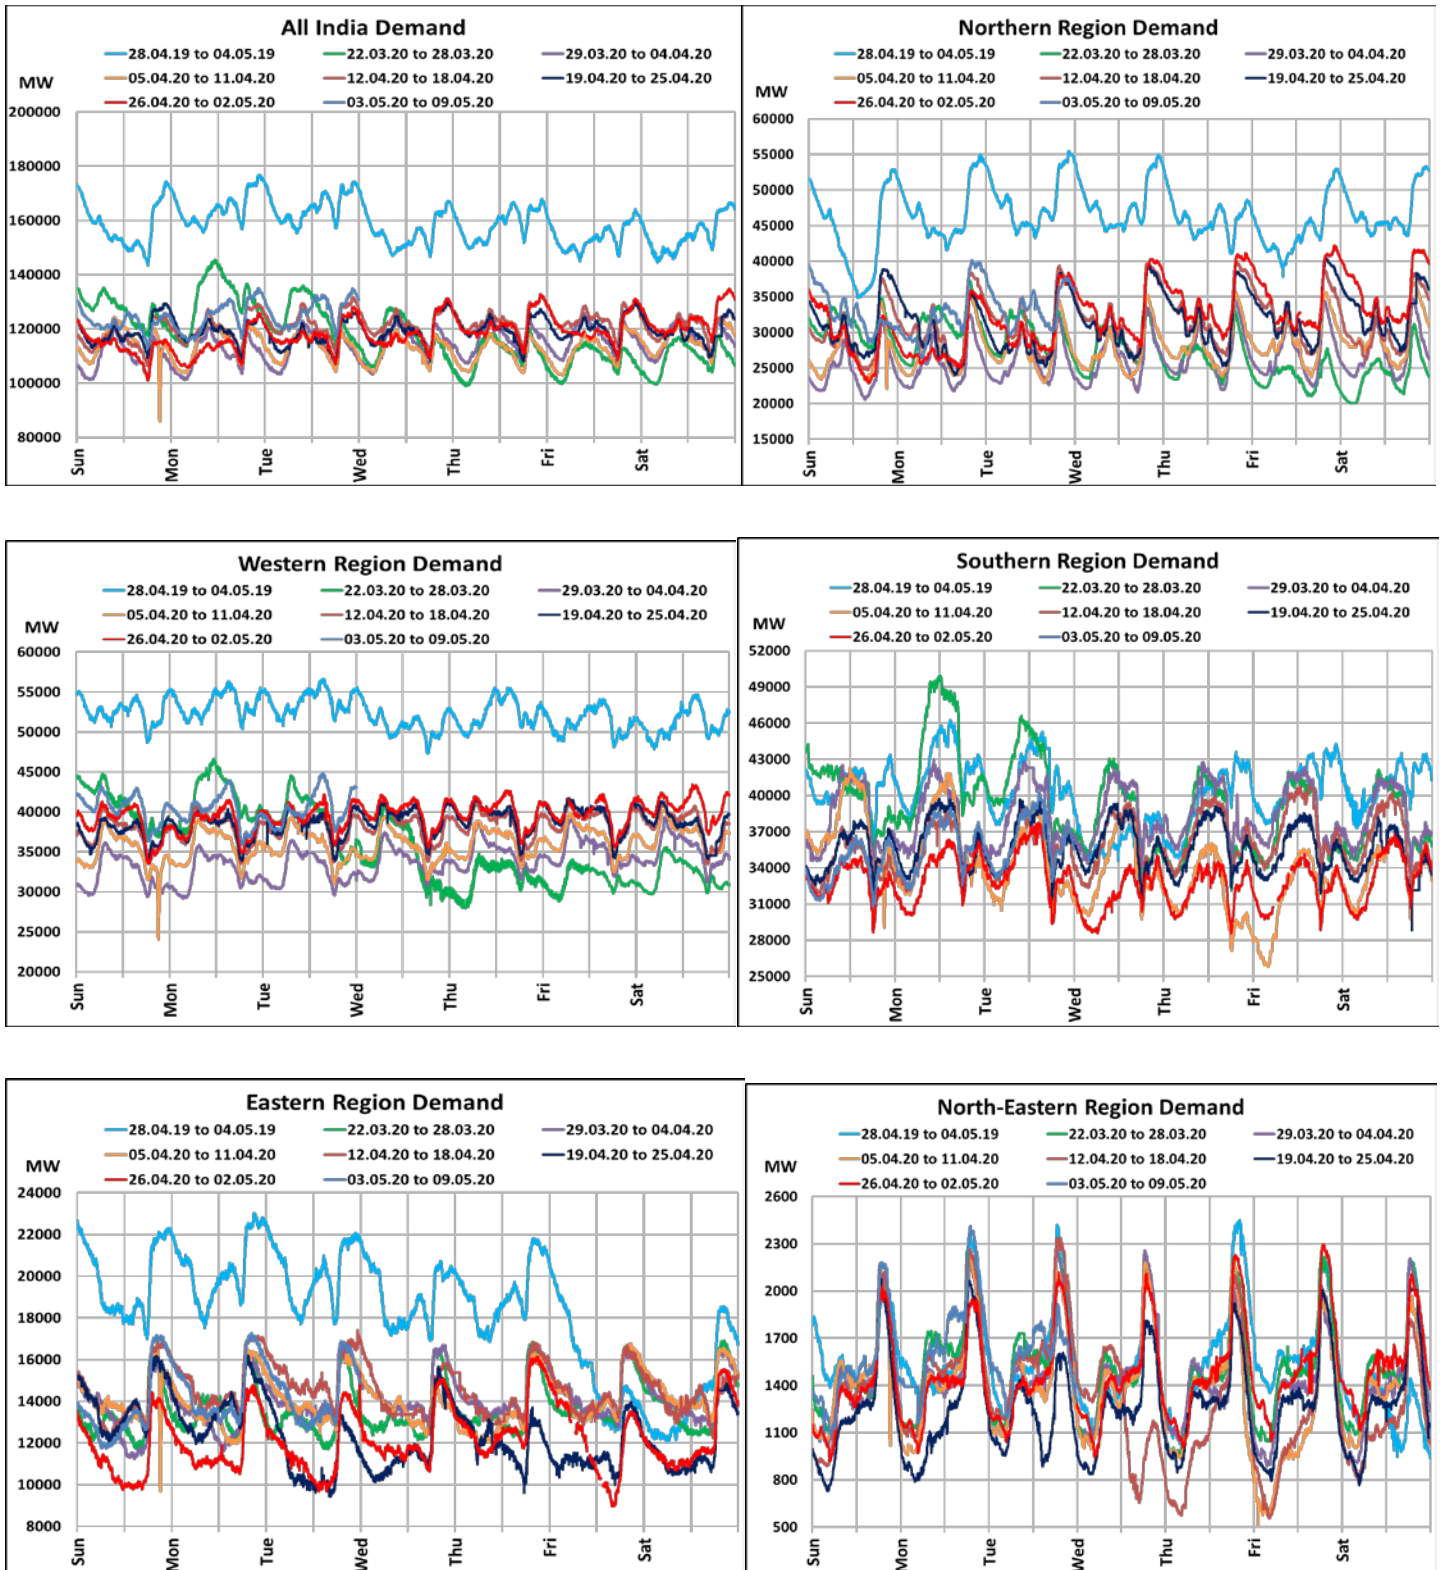 All India Demand
28.04.19 to 04.05.19 22.03.20 to 28.03.20 29.03.20 to 04.04.20
05.04.20 to 11.04.20 12.04.20 to 18.04.20 19.04.20 to 25.04.20
26.04.20 to 02.05.20 03.05.20 to 09.05.20
MW
200000
180000
160000
140000
120000
100000
80000
Sun Mon Tue Wed Thu Fri Sat
Northern Region Demand
28.04.19 to 04.05.19 22.03.20 to 28.03.20 29.03.20 to 04.04.20
05.04.20 to 11.04.20 12.04.20 to 18.04.20 19.04.20 to 25.04.20
26.04.20 to 02.05.20 03.05.20 to 09.05.20
MW
60000
55000
50000
45000
40000
35000
30000
25000
20000
15000
Sun Mon Tue Wed Thu Fri Sat
Western Region Demand
28.04.19 to 04.05.19 22.03.20 to 28.03.20 29.03.20 to 04.04.20
05.04.20 to 11.04.20 12.04.20 to 18.04.20 19.04.20 to 25.04.20
26.04.20 to 02.05.20 03.05.20 to 09.05.20
MW
60000
55000
50000
45000
40000
35000
30000
25000
20000
Sun Mon Tue Wed Thu Fri Sat
Southern Region Demand
28.04.19 to 04.05.19 22.03.20 to 28.03.20 29.03.20 to 04.04.20
05.04.20 to 11.04.20 12.04.20 to 18.04.20 19.04.20 to 25.04.20
26.04.20 to 02.05.20 03.05.20 to 09.05.20
MW
52000
49000
46000
43000
40000
37000
34000
31000
28000
25000
Sun Mon Tue Wed Thu Fri Sat
Eastern Region Demand
28.04.19 to 04.05.19 22.03.20 to 28.03.20 29.03.20 to 04.04.20
05.04.20 to 11.04.20 12.04.20 to 18.04.20 19.04.20 to 25.04.20
26.04.20 to 02.05.20 03.05.20 to 09.05.20
MW
24000
22000
20000
18000
16000
14000
12000
10000
8000
Sun Mon Tue Wed Thu Fri Sat
North-Eastern Region Demand
28.04.19 to 04.05.19 22.03.20 to 28.03.20 29.03.20 to 04.04.20
05.04.20 to 11.04.20 12.04.20 to 18.04.20 19.04.20 to 25.04.20
26.04.20 to 02.05.20 03.05.20 to 09.05.20
MW
2600
2300
2000
1700
1400
1100
800
500
Sun Mon Tue Wed Thu Fri Sat